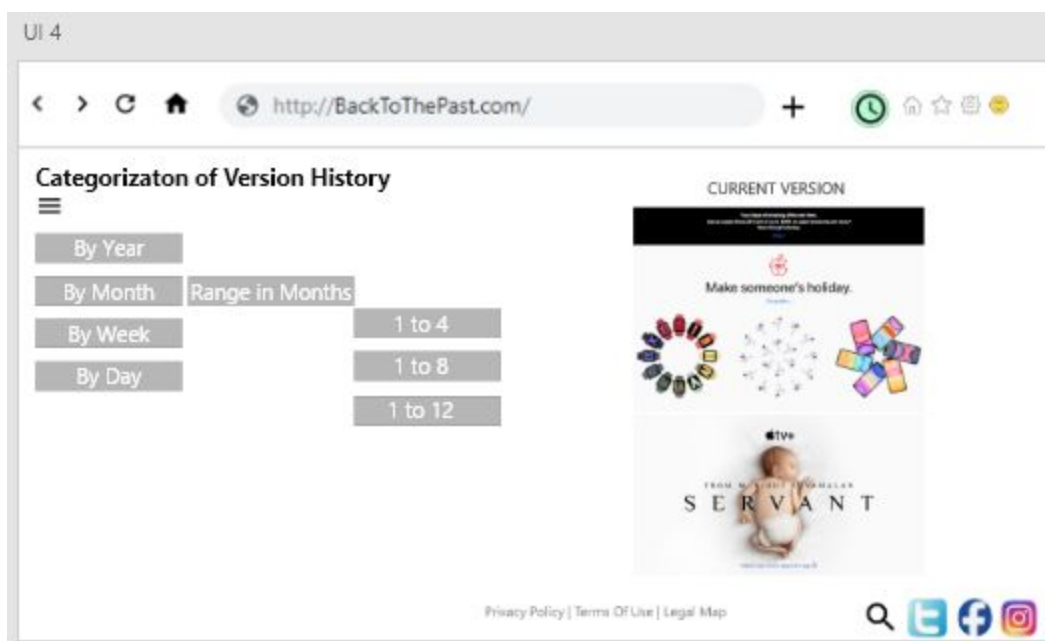 UI 4
http://BackToThePast.com/
Categorizaton of Version History
CURRENT VERSION
By Year
By Month
Range in Months
By Week
By Day
1 to 4
1 to 8
1 to 12
Make someone's holiday.
tv+
SERVANT
Privacy Policy | Terms Of Use | Legal Map